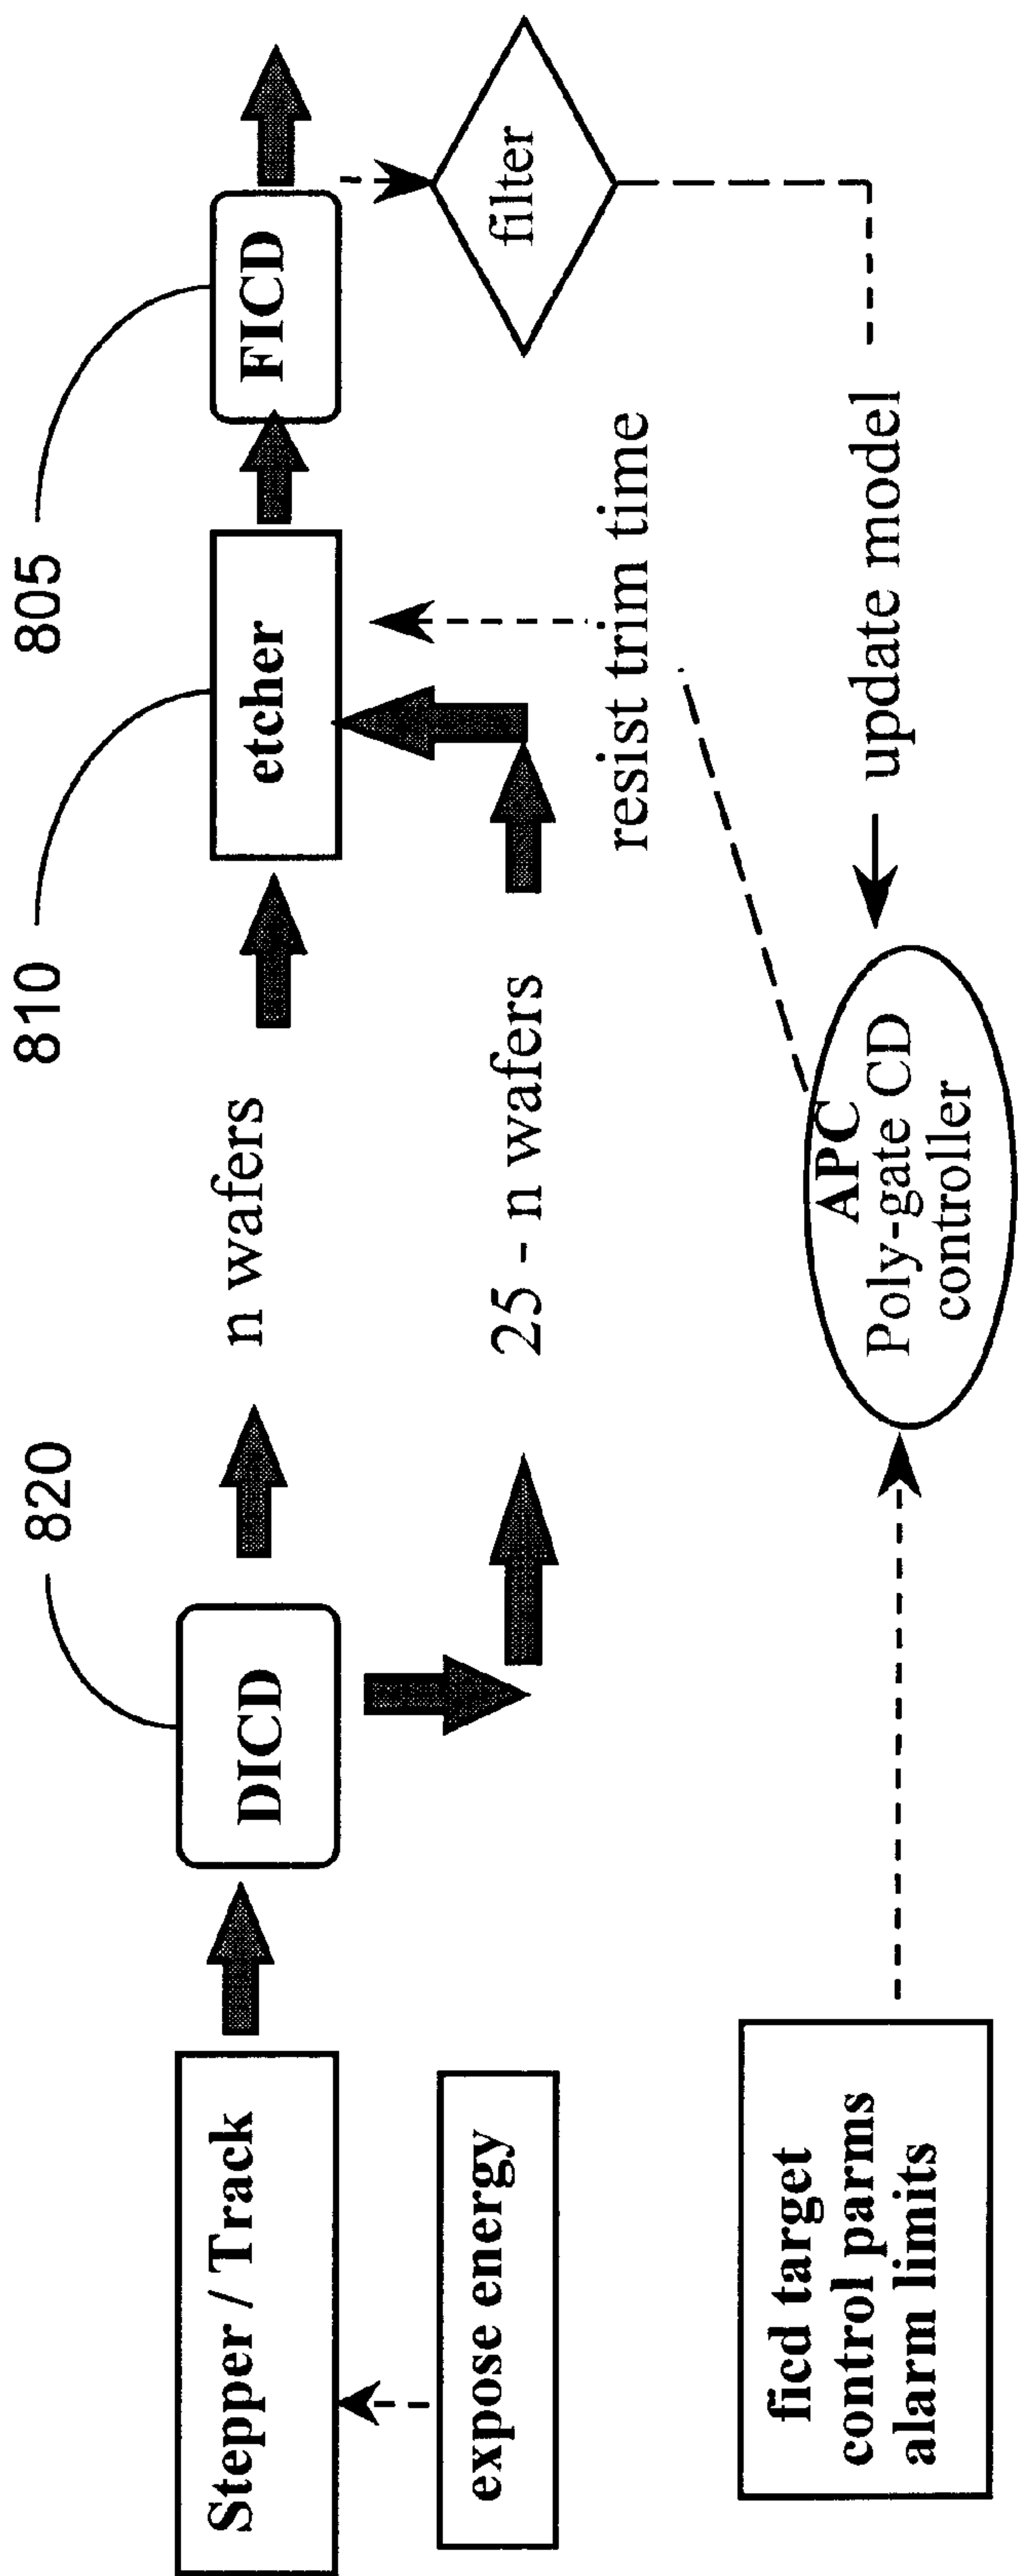 820
810
805
Stepper / Track
DICD
n wafers
etcher
FICD
expose energy
25 - n wafers
filter
resist trim time
ficd target
control parms
alarm limits
APC
Poly-gate CD
controller
update model